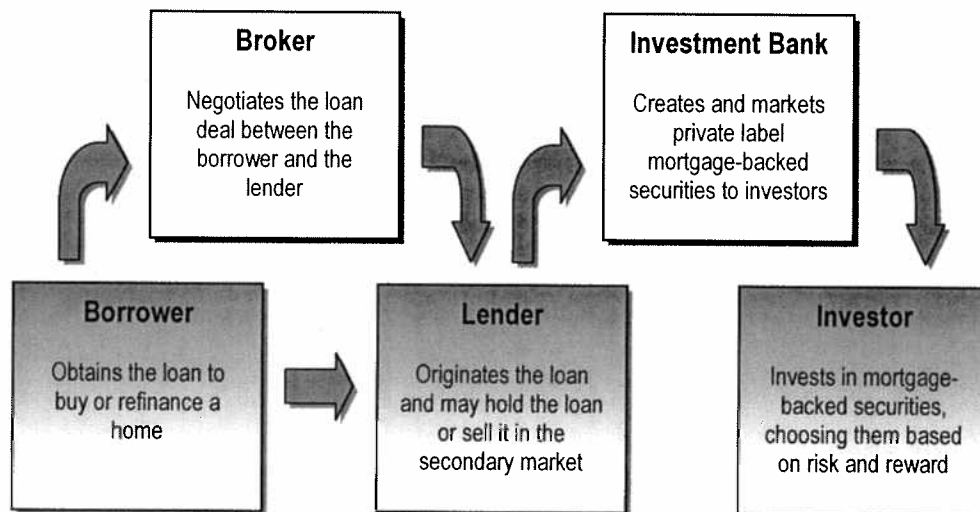 Broker
Negotiates the loan
deal between the
borrower and the
lender
Investment Bank
Creates and markets
private label
mortgage-backed
securities to investors
Borrower
Obtains the loan to
buy or refinance a
home
Lender
Originates the loan
and may hold the loan
or sell it in the
secondary market
Investor
Invests in mortgage-
backed securities,
choosing them based
on risk and reward